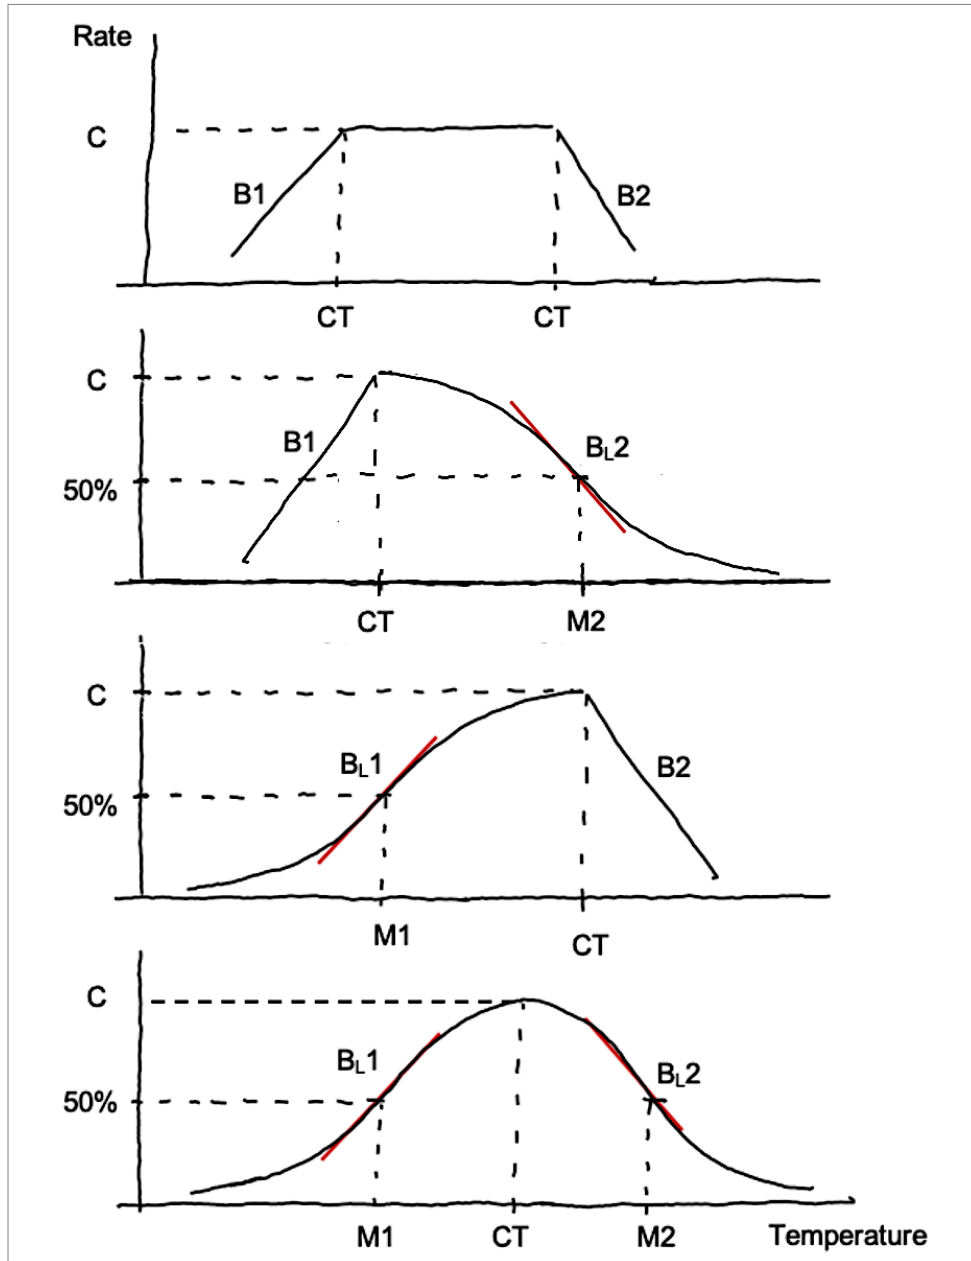 Rate
C
B1 B2
CT CT
C
B1 BL2
50%
CT M2
C
BL1 B2
50%
M1 CT
C
BL1 BL2
50%
M1 CT M2 Temperature